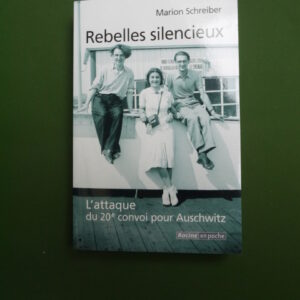 Marion Schreiber
Rebelles silencieux
L'attaque
du 20e convoi pour Auschwitz
Racine en poche